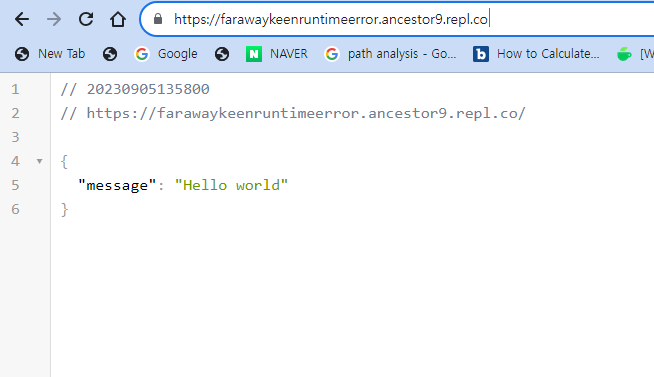 https://farawaykeenruntimeerror.ancestor9.repl.co
New Tab Google NAVER path analysis - Go... How to Calculate... [W
1 // 20230905135800
2 // https://farawaykeenruntimeerror.ancestor9.repl.co/
3
4 {
5 "message": "Hello world"
6 }